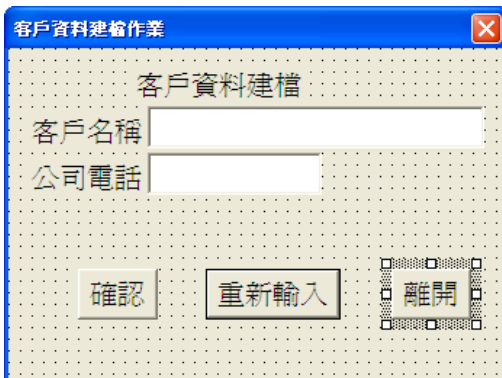 客戶資料建檔作業
客戶資料建檔
客戶名稱
公司電話
確認 重新輸入 離開